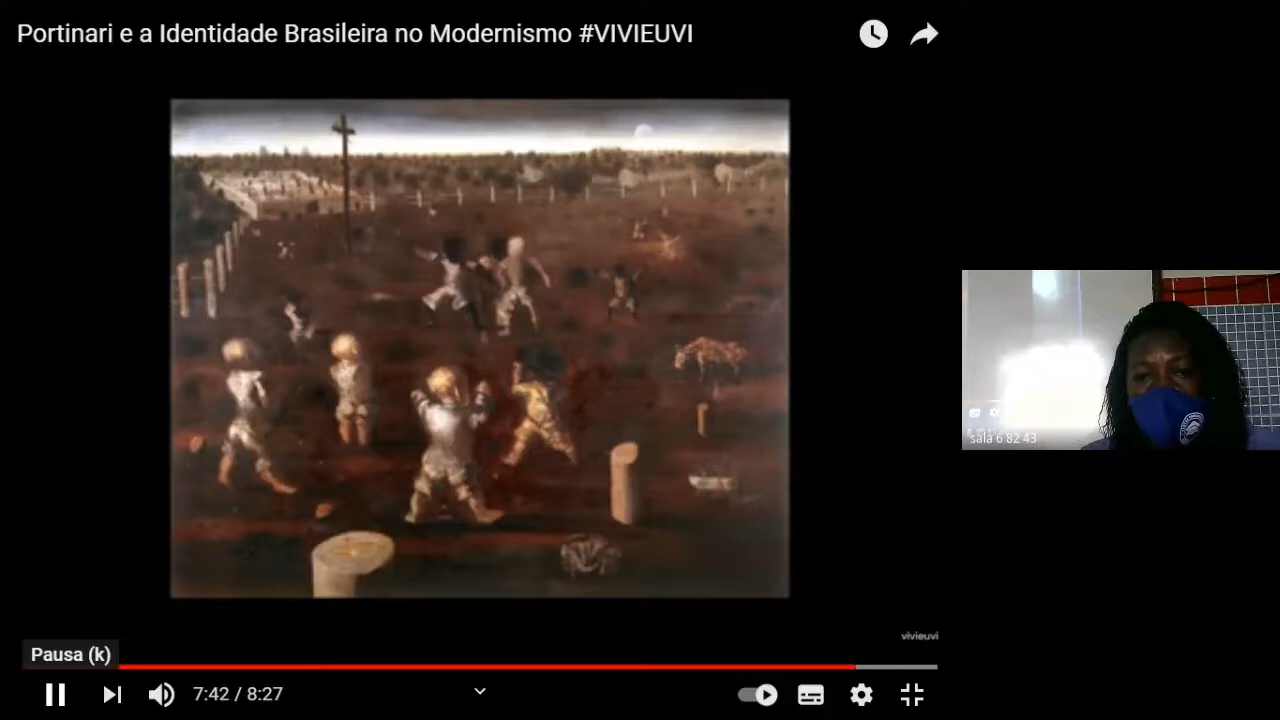 Portinari e a Identidade Brasileira no Modernismo #VIVIEUVI
sala 6 82 43
vivieuvi
Pausa (k)
7:42 / 8:27